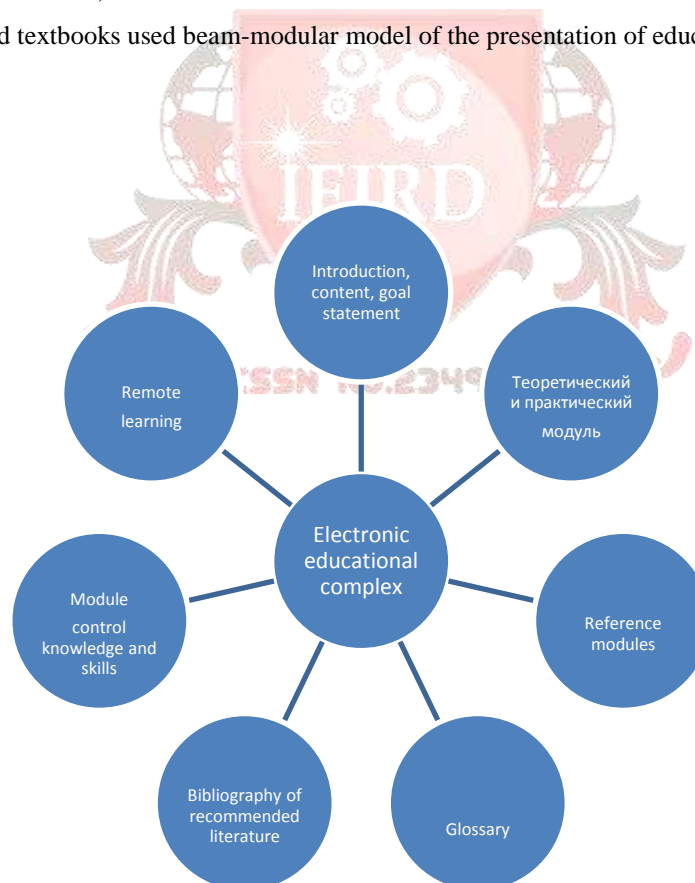 d textbooks used beam-modular model of the presentation of educ
IFIRD
Introduction,
content, goal
statement
Теоретический
и практический
модуль
Remote
learning
Electronic
educational
complex
Reference
modules
Module
control
knowledge and
skills
Bibliography of
recommended
literature
Glossary